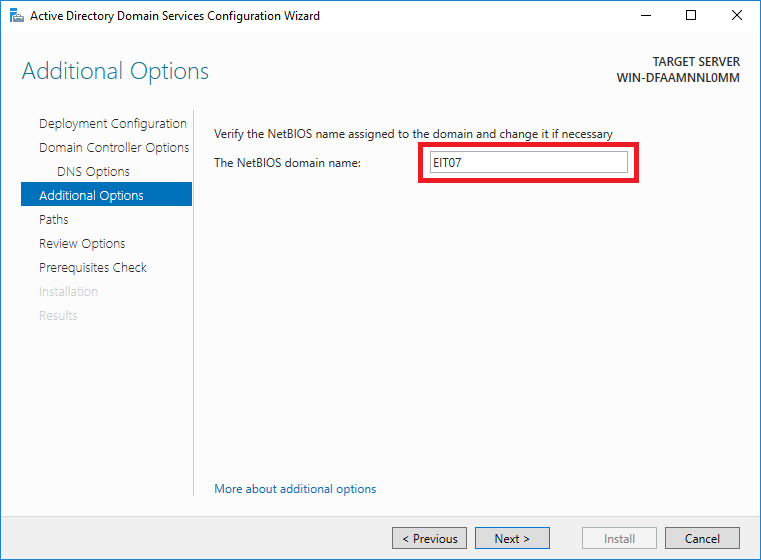 Active Directory Domain Services Configuration Wizard
Additional Options
TARGET SERVER
WIN-DFAAMNNL0MM
Deployment Configuration
Domain Controller Options
DNS Options
Additional Options
Paths
Review Options
Prerequisites Check
Installation
Results
Verify the NetBIOS name assigned to the domain and change it if necessary
The NetBIOS domain name: EIT07
More about additional options
< Previous Next > Install Cancel